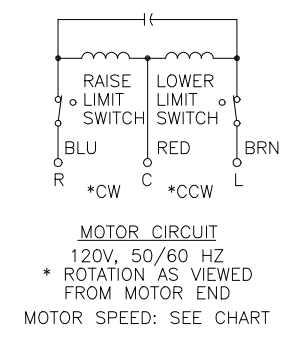 RAISE LOWER
LIMIT LIMIT
SWITCH SWITCH
BLU RED BRN
R C L
*CW *CCW
MOTOR CIRCUIT
120V, 50/60 HZ
* ROTATION AS VIEWED
FROM MOTOR END
MOTOR SPEED: SEE CHART